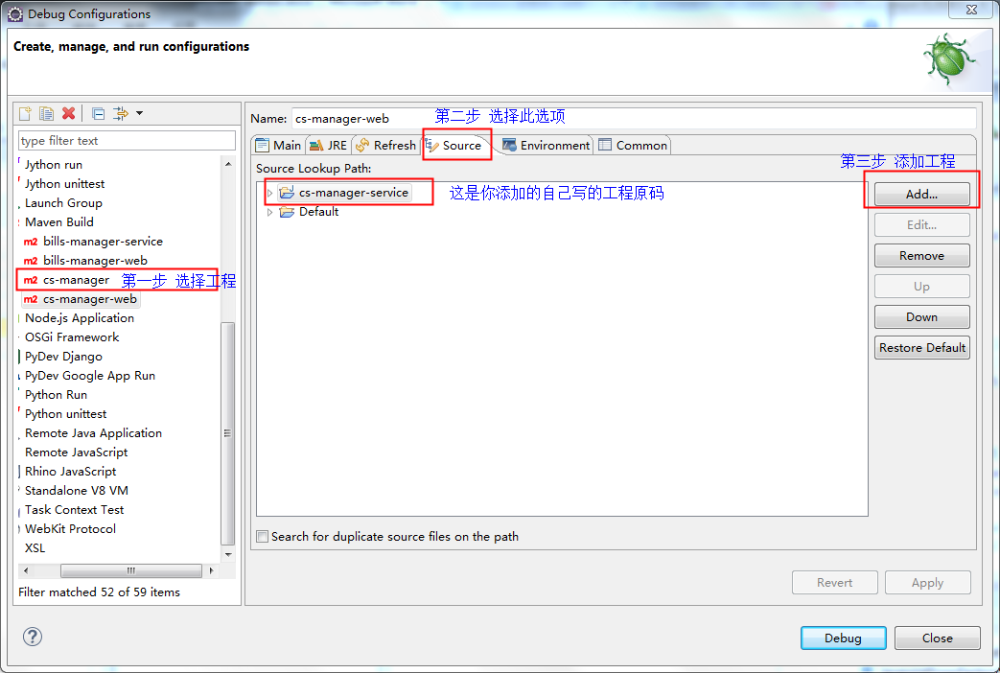 Debug Configurations
Create, manage, and run configurations
type filter text
Jython run
Jython unittest
Launch Group
Maven Build
m2 bills-manager-service
m2 bills-manager-web
m2 cs-manager 第一步 选择工程
m2 cs-manager-web
Node.js Application
OSGi Framework
PyDev Django
PyDev Google App Run
Python Run
Python unittest
Remote Java Application
Remote JavaScript
Rhino JavaScript
Standalone V8 VM
Task Context Test
WebKit Protocol
XSL
Filter matched 52 of 59 items
Name: cs-manager-web 第二步 选择此选项
Main JRE Refresh Source Environment Common
Source Lookup Path:
第三步 添加工程
cs-manager-service 这是你添加的自己写的工程原码
Default
Add...
Edit...
Remove
Up
Down
Restore Default
Search for duplicate source files on the path
Revert Apply
? Debug Close